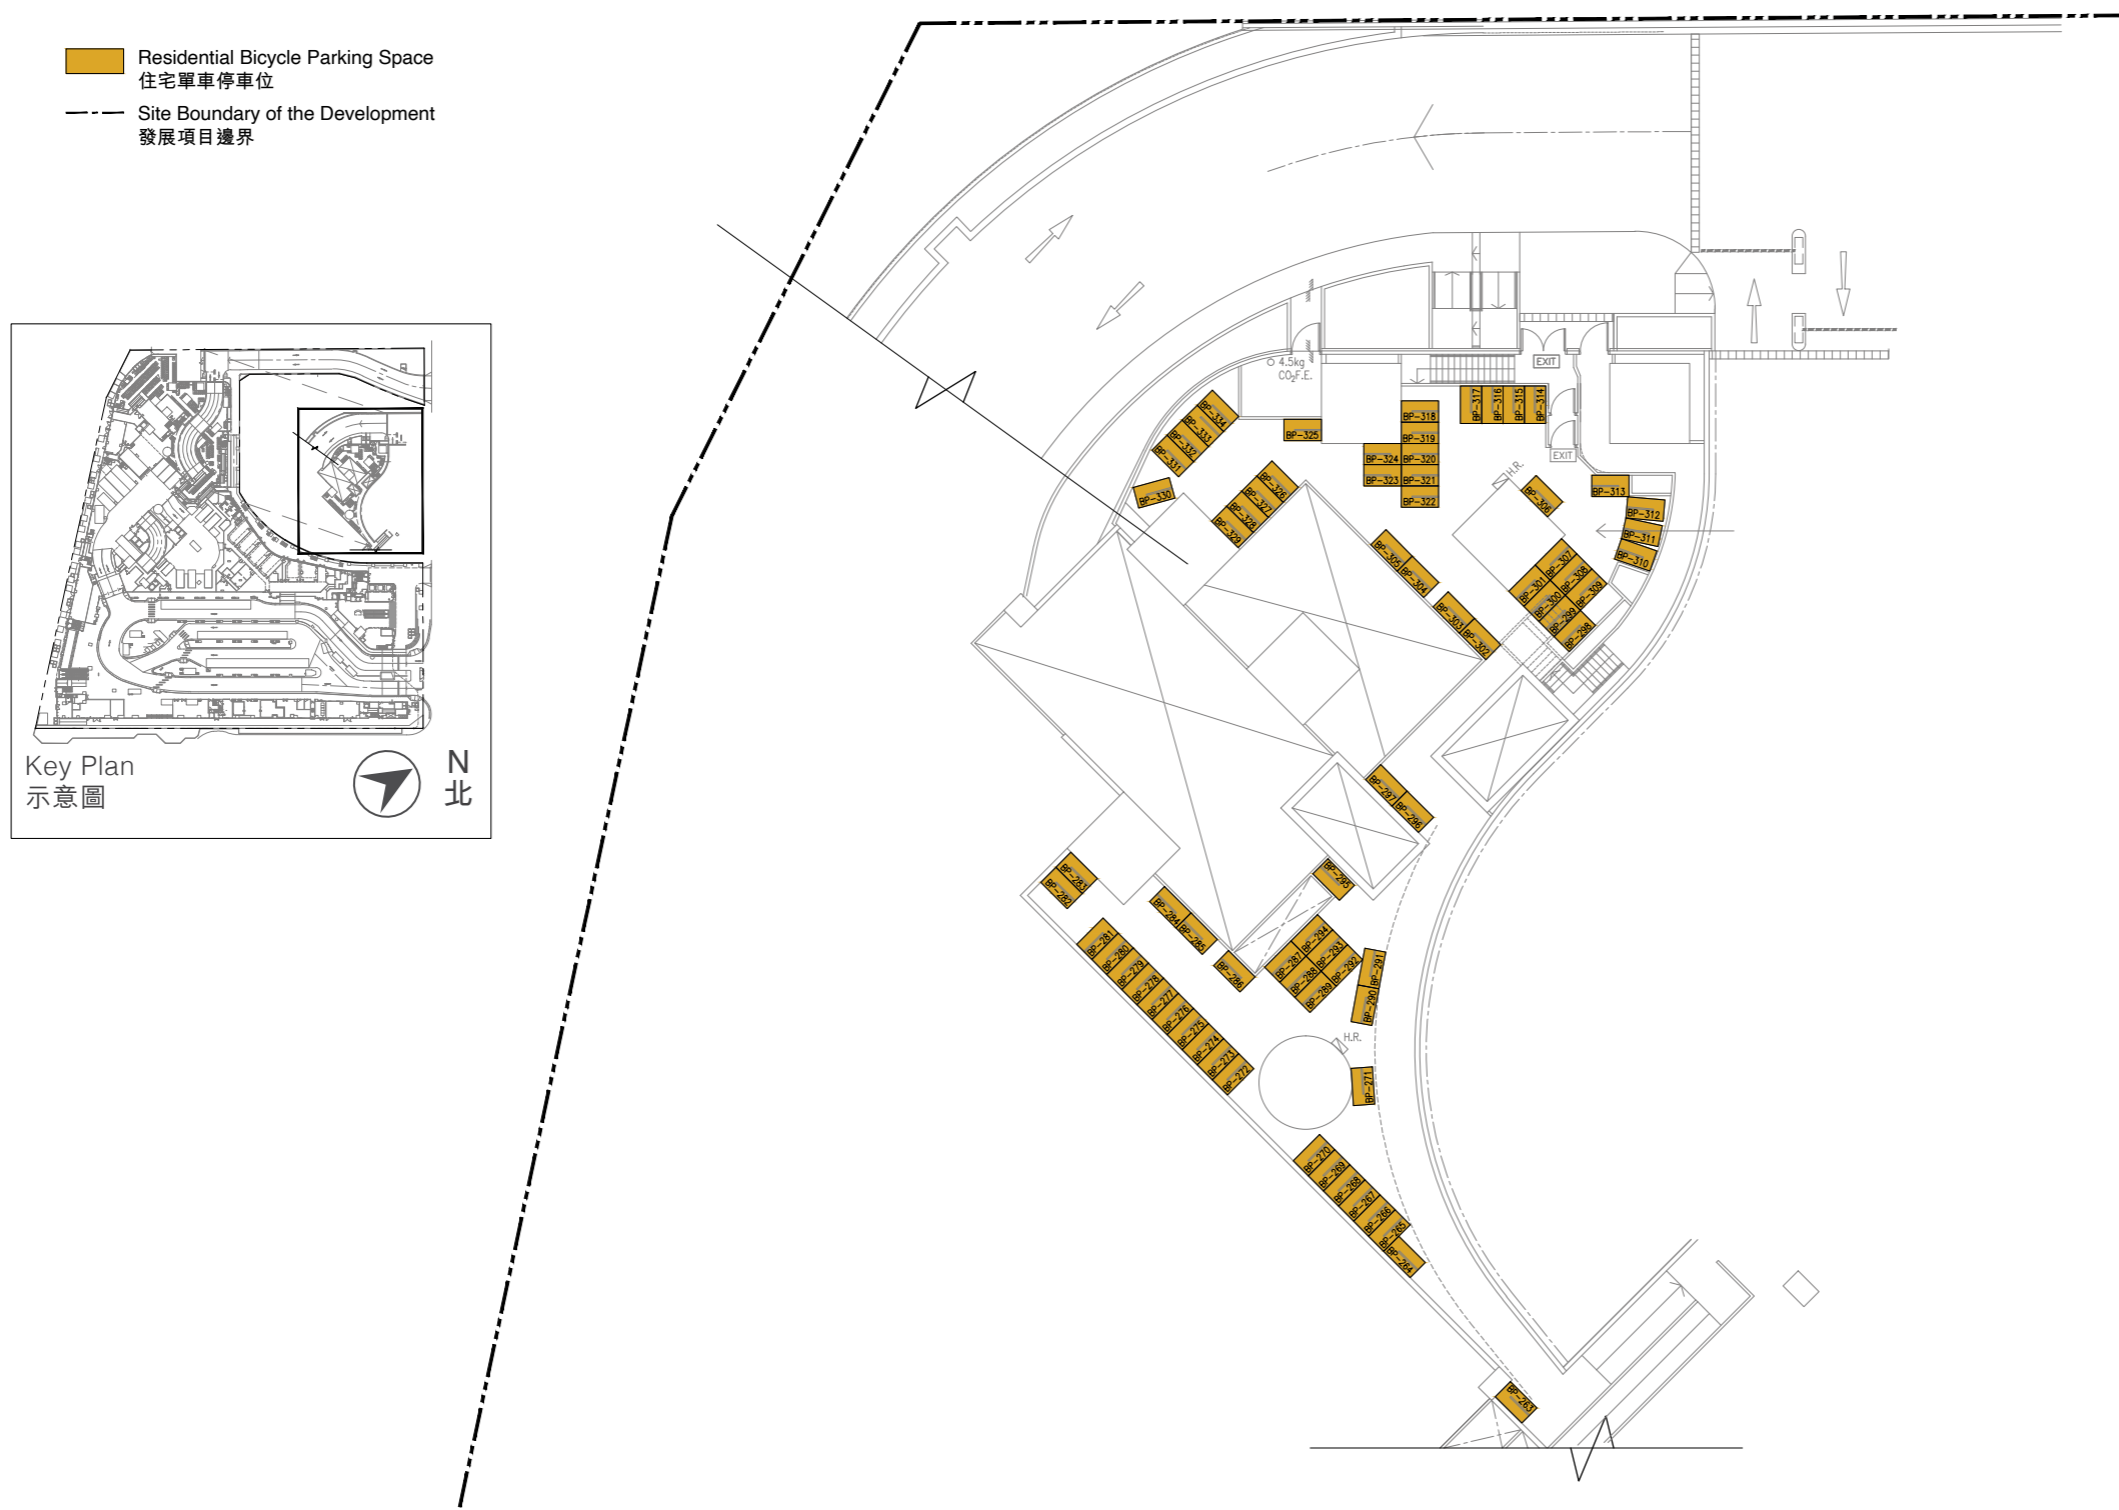 Residential Bicycle Parking Space
住宅單車停車位
Site Boundary of the Development
發展項目邊界
Key Plan
示意圖
N
北
4.5kg
CO₂F.E.
EXIT
EXIT
H.R.
BP-334
BP-333
BP-332
BP-331
BP-330
BP-325
BP-326
BP-327
BP-328
BP-329
BP-317
BP-316
BP-315
BP-314
BP-318
BP-319
BP-324
BP-320
BP-323
BP-321
BP-322
BP-306
BP-313
BP-312
BP-311
BP-310
BP-305
BP-304
BP-303
BP-302
BP-307
BP-308
BP-309
BP-301
BP-300
BP-299
BP-298
BP-297
BP-296
BP-295
BP-283
BP-282
BP-284
BP-285
BP-286
BP-294
BP-293
BP-292
BP-287
BP-288
BP-289
BP-291
BP-290
BP-281
BP-280
BP-279
BP-278
BP-277
BP-276
BP-275
BP-274
BP-273
BP-272
H.R.
BP-271
BP-270
BP-269
BP-268
BP-267
BP-266
BP-265
BP-264
BP-263